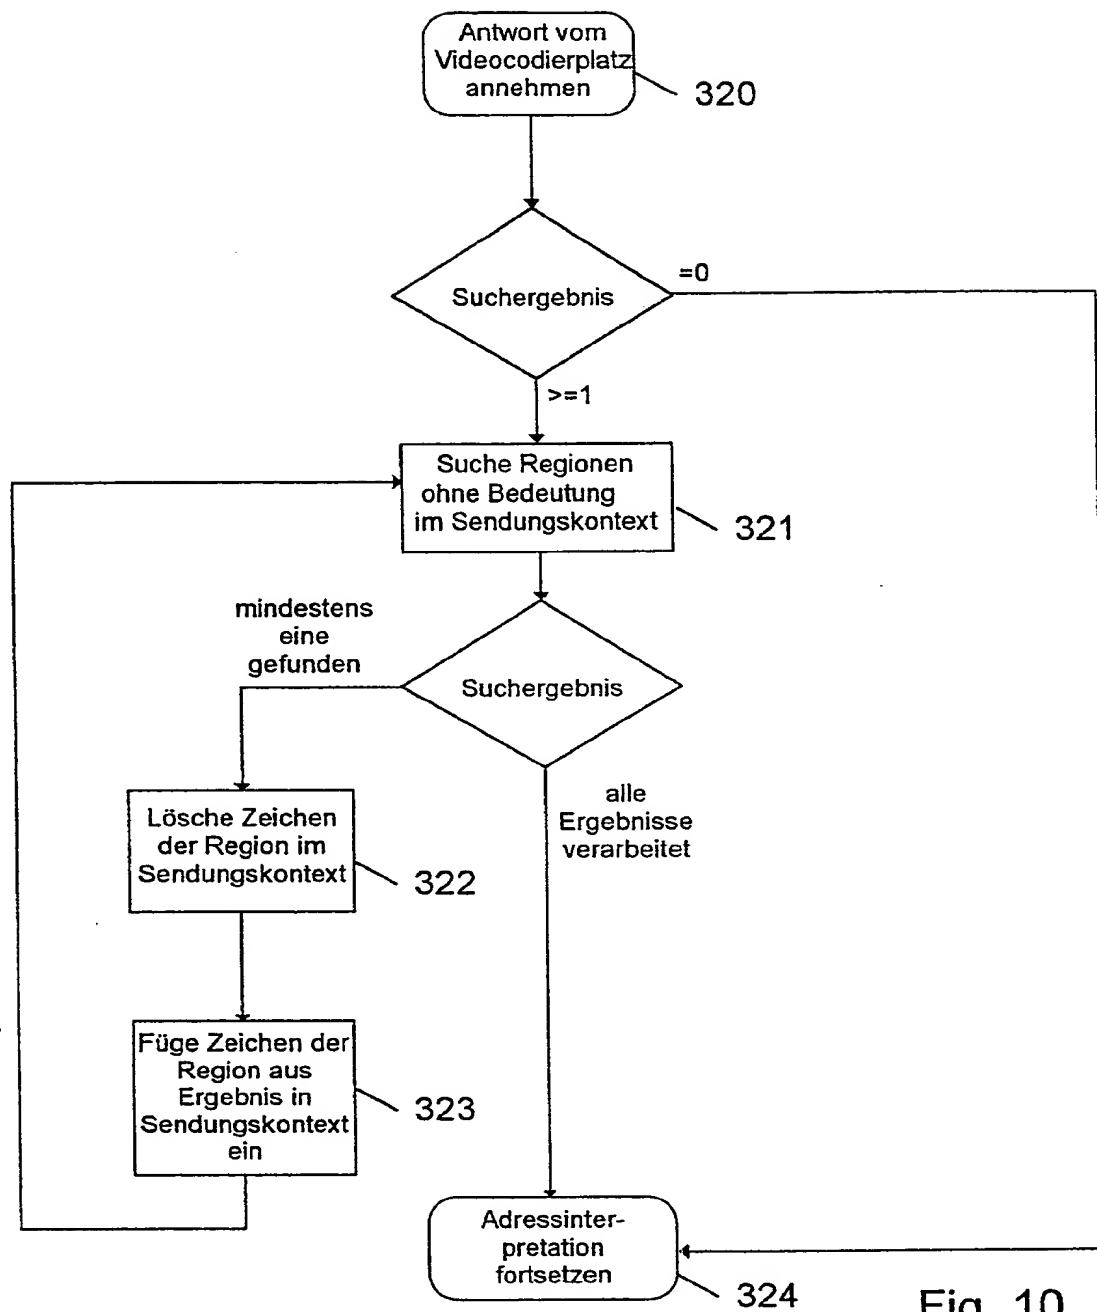 Antwort vom
Videocodierplatz
annehmen
320
Suchergebnis
=0
>=1
Suche Regionen
ohne Bedeutung
im Sendungskontext
321
mindestens
eine
gefunden
Suchergebnis
alle
Ergebnisse
verarbeitet
Lösche Zeichen
der Region im
Sendungskontext
322
Füge Zeichen der
Region aus
Ergebnis in
Sendungskontext
ein
323
Adressinter-
pretation
fortsetzen
324
Fig. 10